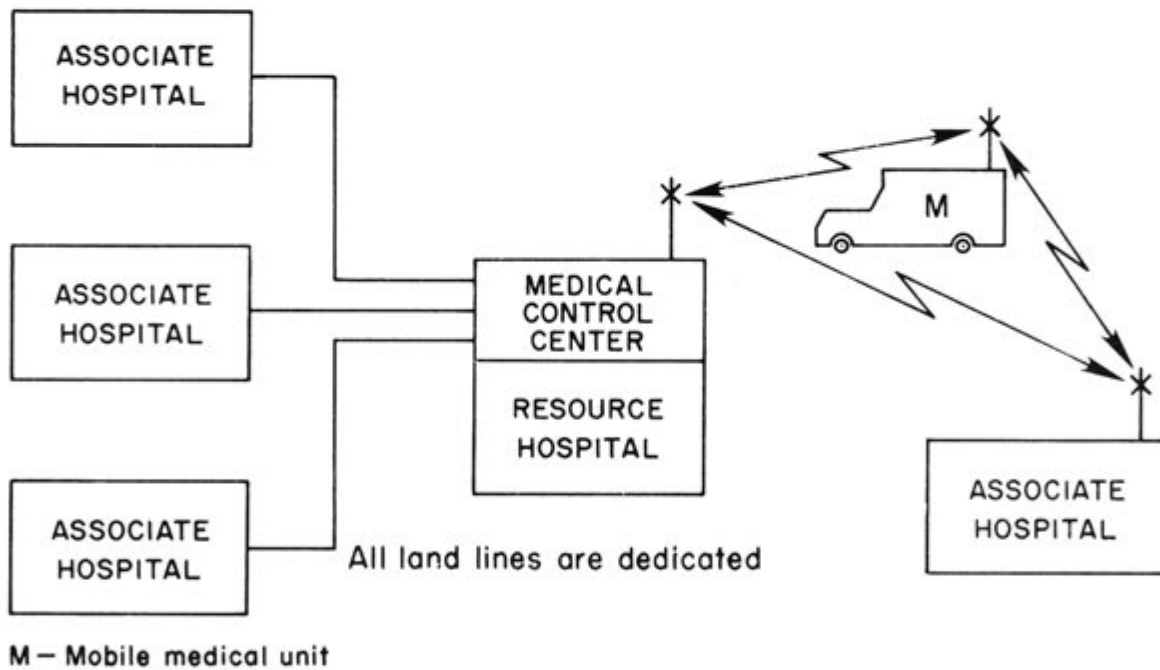 ASSOCIATE
HOSPITAL
ASSOCIATE
HOSPITAL
ASSOCIATE
HOSPITAL
MEDICAL
CONTROL
CENTER
RESOURCE
HOSPITAL
M
ASSOCIATE
HOSPITAL
All land lines are dedicated
M — Mobile medical unit